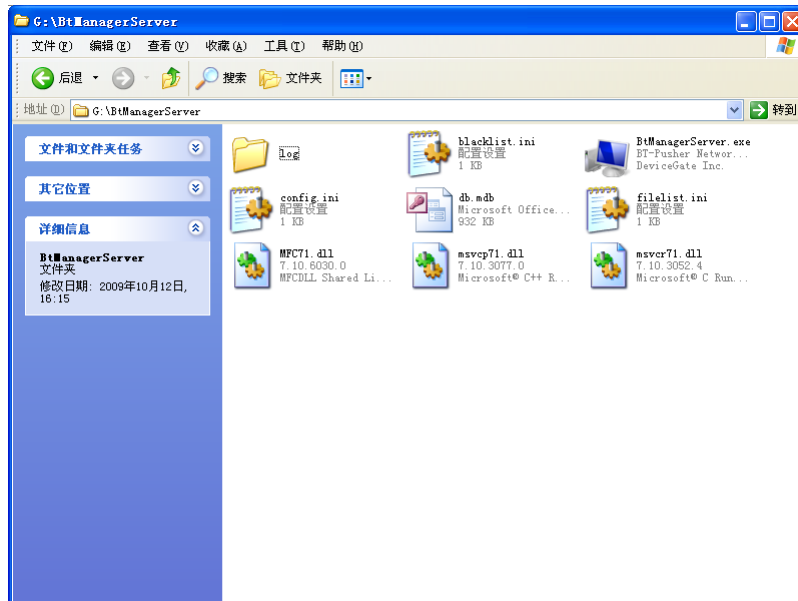 G:\BtManagerServer
文件(F) 编辑(E) 查看(V) 收藏(A) 工具(T) 帮助(H)
后退 搜索 文件夹
地址(D) G:\BtManagerServer 转到
文件和文件夹任务
其它位置
详细信息
BtManagerServer
文件夹
修改日期: 2009年10月12日,
16:15
log
blacklist.ini
配置设置
1 KB
BtManagerServer.exe
BT-Pusher Networ...
DeviceGate Inc.
config.ini
配置设置
1 KB
db.mdb
Microsoft Office...
932 KB
filelist.ini
配置设置
1 KB
MFC71.dll
7.10.6030.0
MFCDLL Shared Li...
msvcp71.dll
7.10.3077.0
Microsoft® C++ R...
msvcr71.dll
7.10.3052.4
Microsoft® C Run...